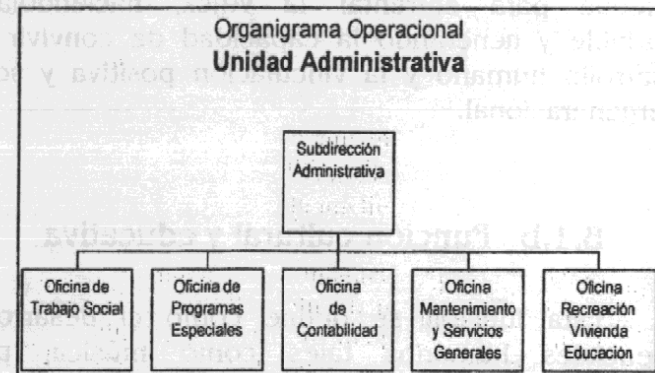 Organigrama Operacional
Unidad Administrativa
Subdirección
Administrativa
Oficina de
Trabajo Social
Oficina de
Programas
Especiales
Oficina
de
Contabilidad
Oficina
Mantenimiento
y Servicios
Generales
Oficina
Recreación
Vivienda
Educación